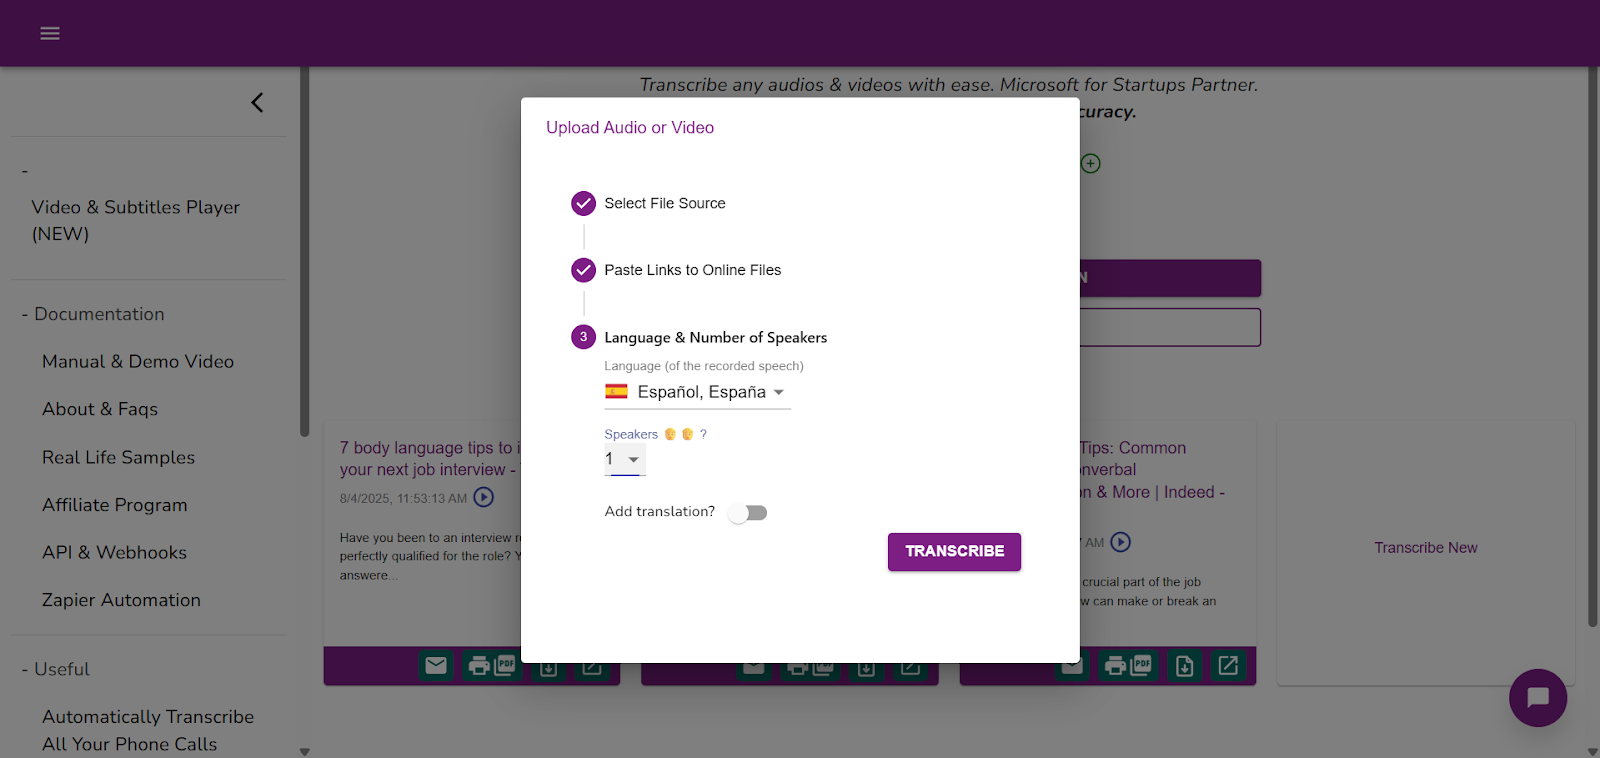 Transcribe any audios & videos with ease. Microsoft for Startups Partner.
curacy.
-
Video & Subtitles Player
(NEW)
- Documentation
Manual & Demo Video
About & Faqs
Real Life Samples
Affiliate Program
API & Webhooks
Zapier Automation
- Useful
Automatically Transcribe
All Your Phone Calls
Upload Audio or Video
Select File Source
Paste Links to Online Files
3 Language & Number of Speakers
Language (of the recorded speech)
Español, España
Speakers ?
1
Add translation?
TRANSCRIBE
N
7 body language tips to i
your next job interview -
8/4/2025, 11:53:13 AM
Have you been to an interview
perfectly qualified for the role?
answere...
PDF
PDF
Tips: Common
nverbal
n & More | Indeed -
AM
crucial part of the job
w can make or break an
PDF
Transcribe New